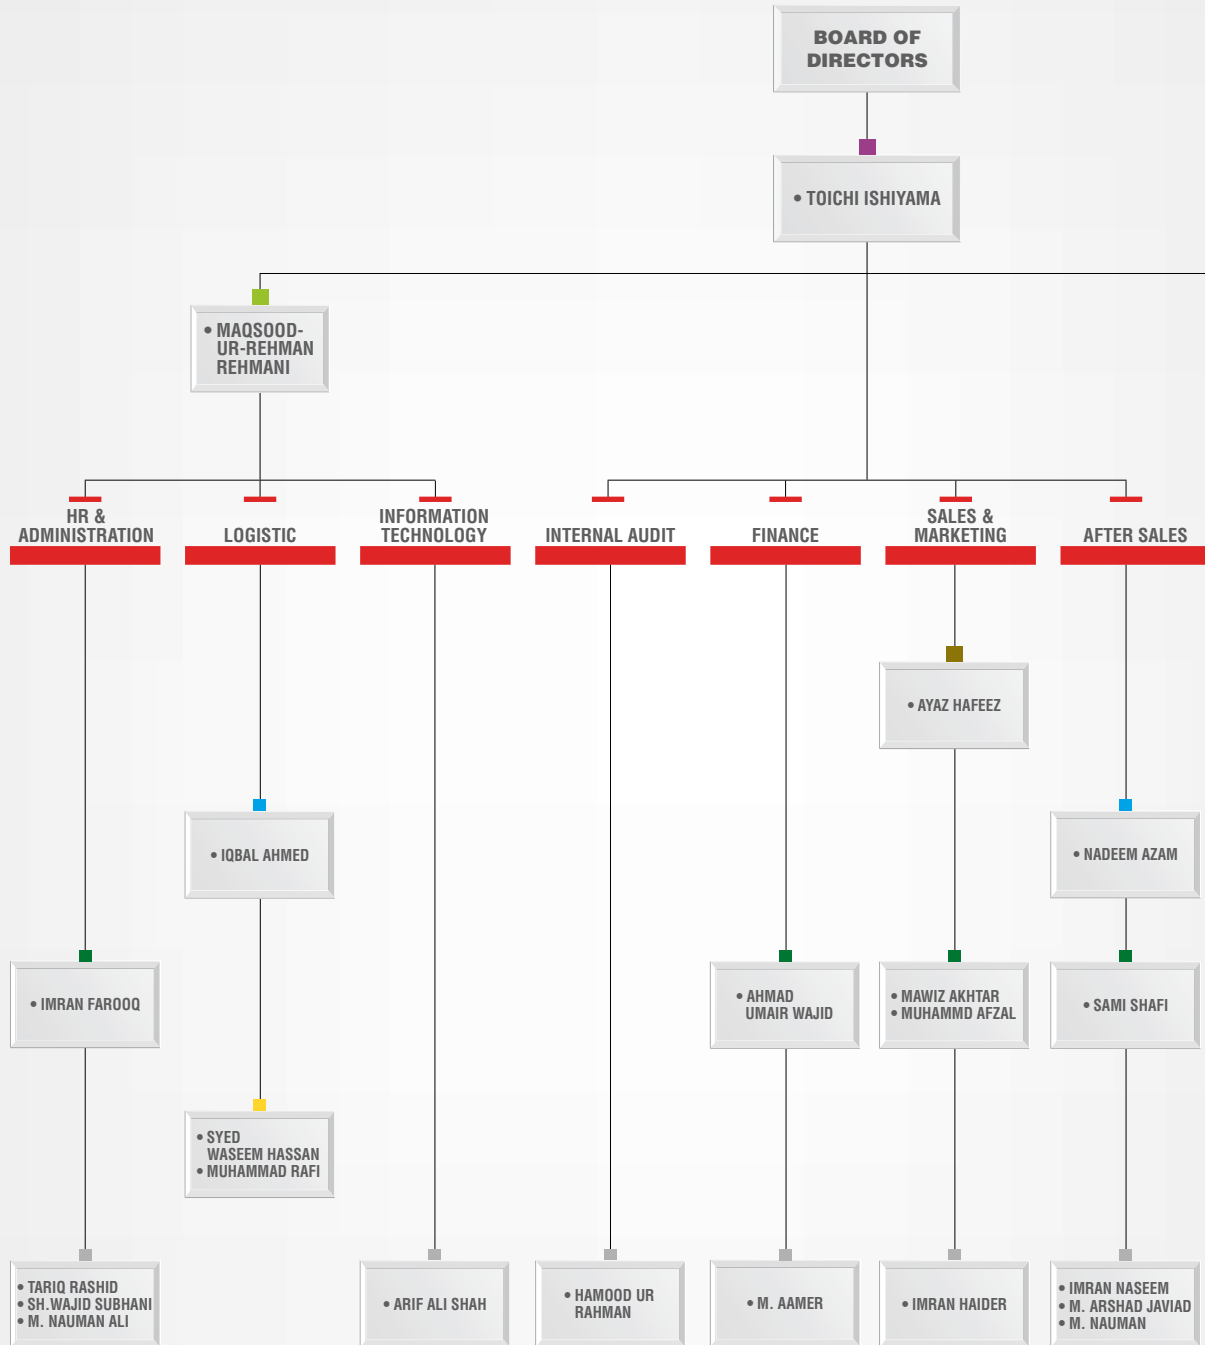 BOARD OF
DIRECTORS
• TOICHI ISHIYAMA
• MAQSOOD-
UR-REHMAN
REHMANI
HR &
ADMINISTRATION
LOGISTIC
INFORMATION
TECHNOLOGY
INTERNAL AUDIT
FINANCE
SALES &
MARKETING
AFTER SALES
• AYAZ HAFEEZ
• IQBAL AHMED
• NADEEM AZAM
• IMRAN FAROOQ
• AHMAD
UMAIR WAJID
• MAWIZ AKHTAR
• MUHAMMD AFZAL
• SAMI SHAFI
• SYED
WASEEM HASSAN
• MUHAMMAD RAFI
• TARIQ RASHID
• SH.WAJID SUBHANI
• M. NAUMAN ALI
• ARIF ALI SHAH
• HAMOOD UR
RAHMAN
• M. AAMER
• IMRAN HAIDER
• IMRAN NASEEM
• M. ARSHAD JAVIAD
• M. NAUMAN